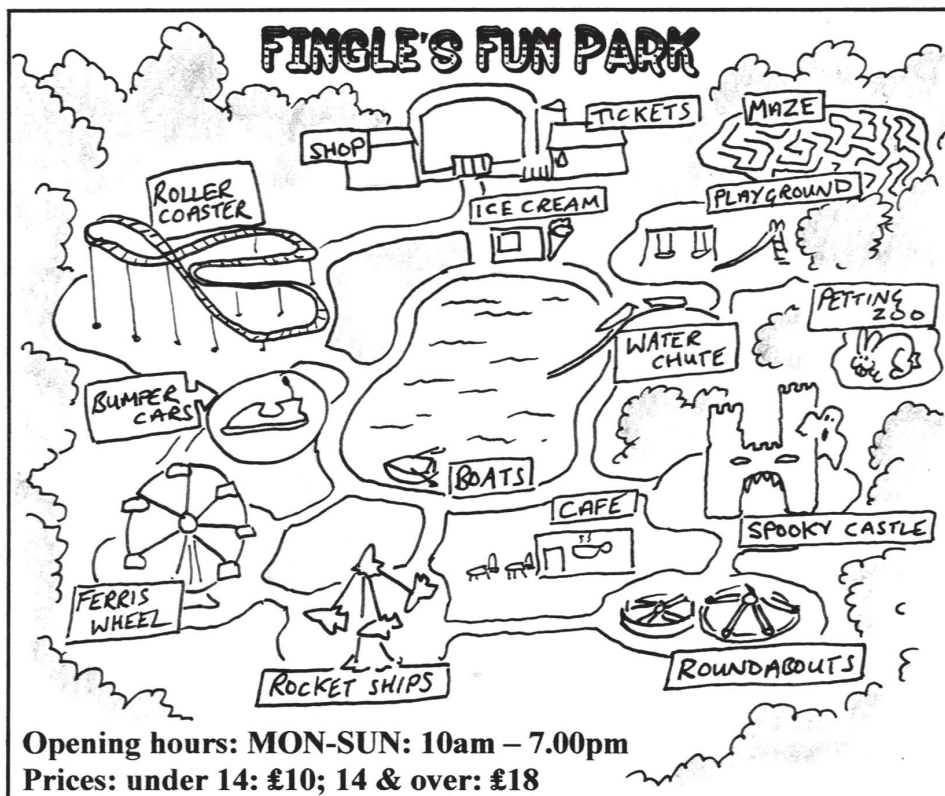 FINGLE'S FUN PARK
TICKETS
MAZE
SHOP
ROLLER
COASTER
ICE CREAM
PLAYGROUND
PETTING
ZOO
WATER
CHUTE
BUMPER
CARS
BOATS
CAFE
SPOOKY CASTLE
FERRIS
WHEEL
ROUNDABOUTS
ROCKET SHIPS
Opening hours: MON-SUN: 10am – 7.00pm
Prices: under 14: £10; 14 & over: £18